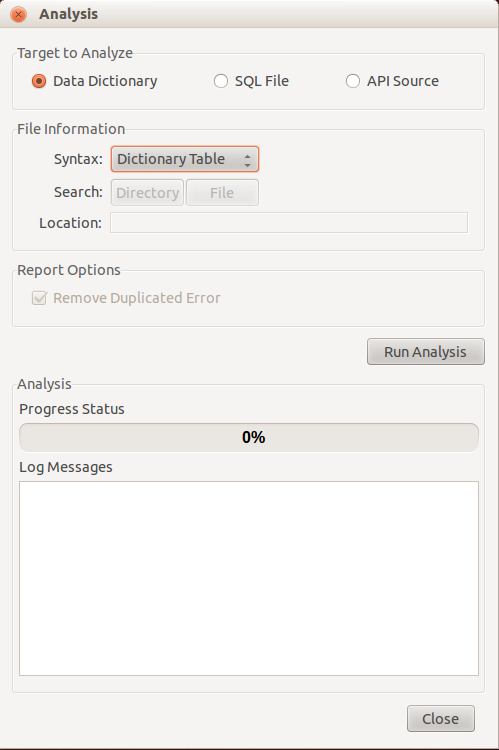 Analysis
Target to Analyze
Data Dictionary SQL File API Source
File Information
Syntax: Dictionary Table
Search: Directory File
Location:
Report Options
Remove Duplicated Error
Run Analysis
Analysis
Progress Status
0%
Log Messages
Close